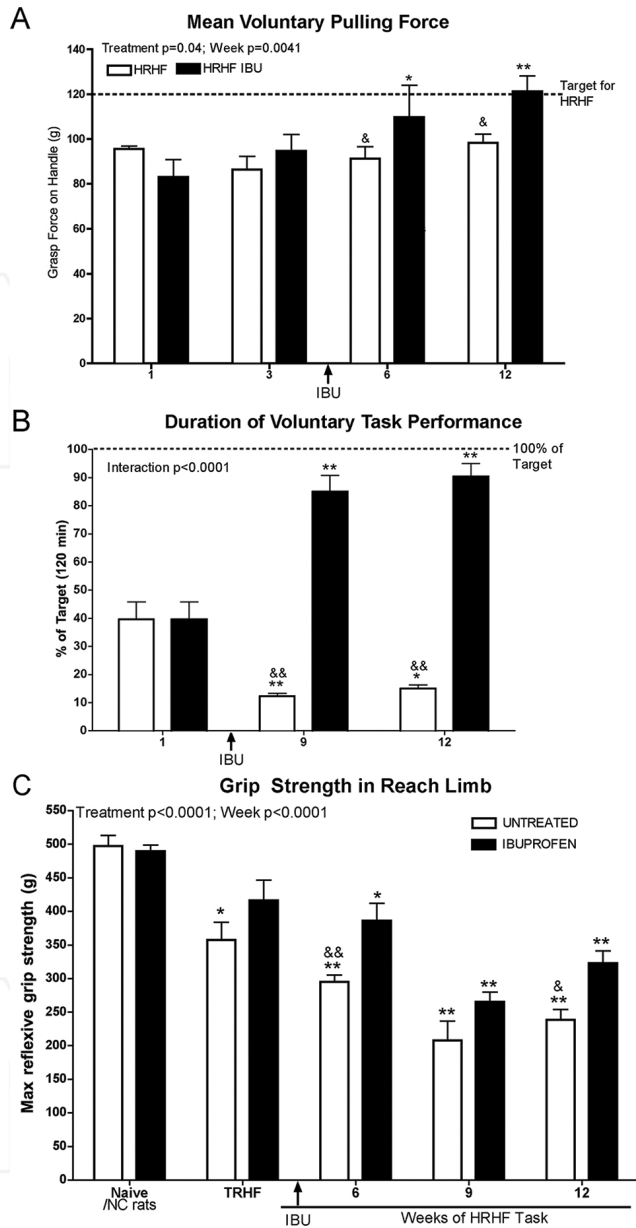 A
Mean Voluntary Pulling Force
Treatment p=0.04; Week p=0.0041
HRHF HRHF IBU
Target for
HRHF
Grasp Force on Handle (g)
140
120
100
80
60
40
20
0
& * & **
1 3 6 12
IBU
B
Duration of Voluntary Task Performance
Interaction p<0.0001
100% of
Target
% of Target (120 min)
100
90
80
70
60
50
40
30
20
10
0
&&
**
**
&&
*
**
1 9 12
IBU
C
Grip Strength in Reach Limb
Treatment p<0.0001; Week p<0.0001
UNTREATED
IBUPROFEN
Max reflexive grip strength (g)
550
500
450
400
350
300
250
200
150
100
50
0
*
&&
**
*
**
**
&
**
**
Naive
/NC rats
TRHF 6 9 12
IBU Weeks of HRHF Task